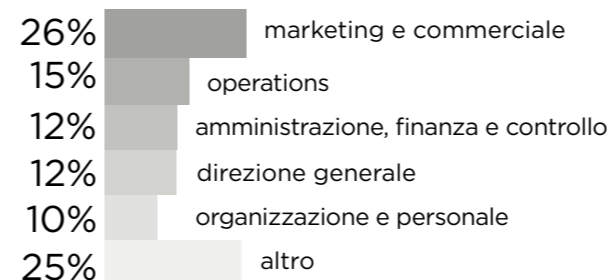 26% marketing e commerciale
15% operations
12% amministrazione, finanza e controllo
12% direzione generale
10% organizzazione e personale
25% altro